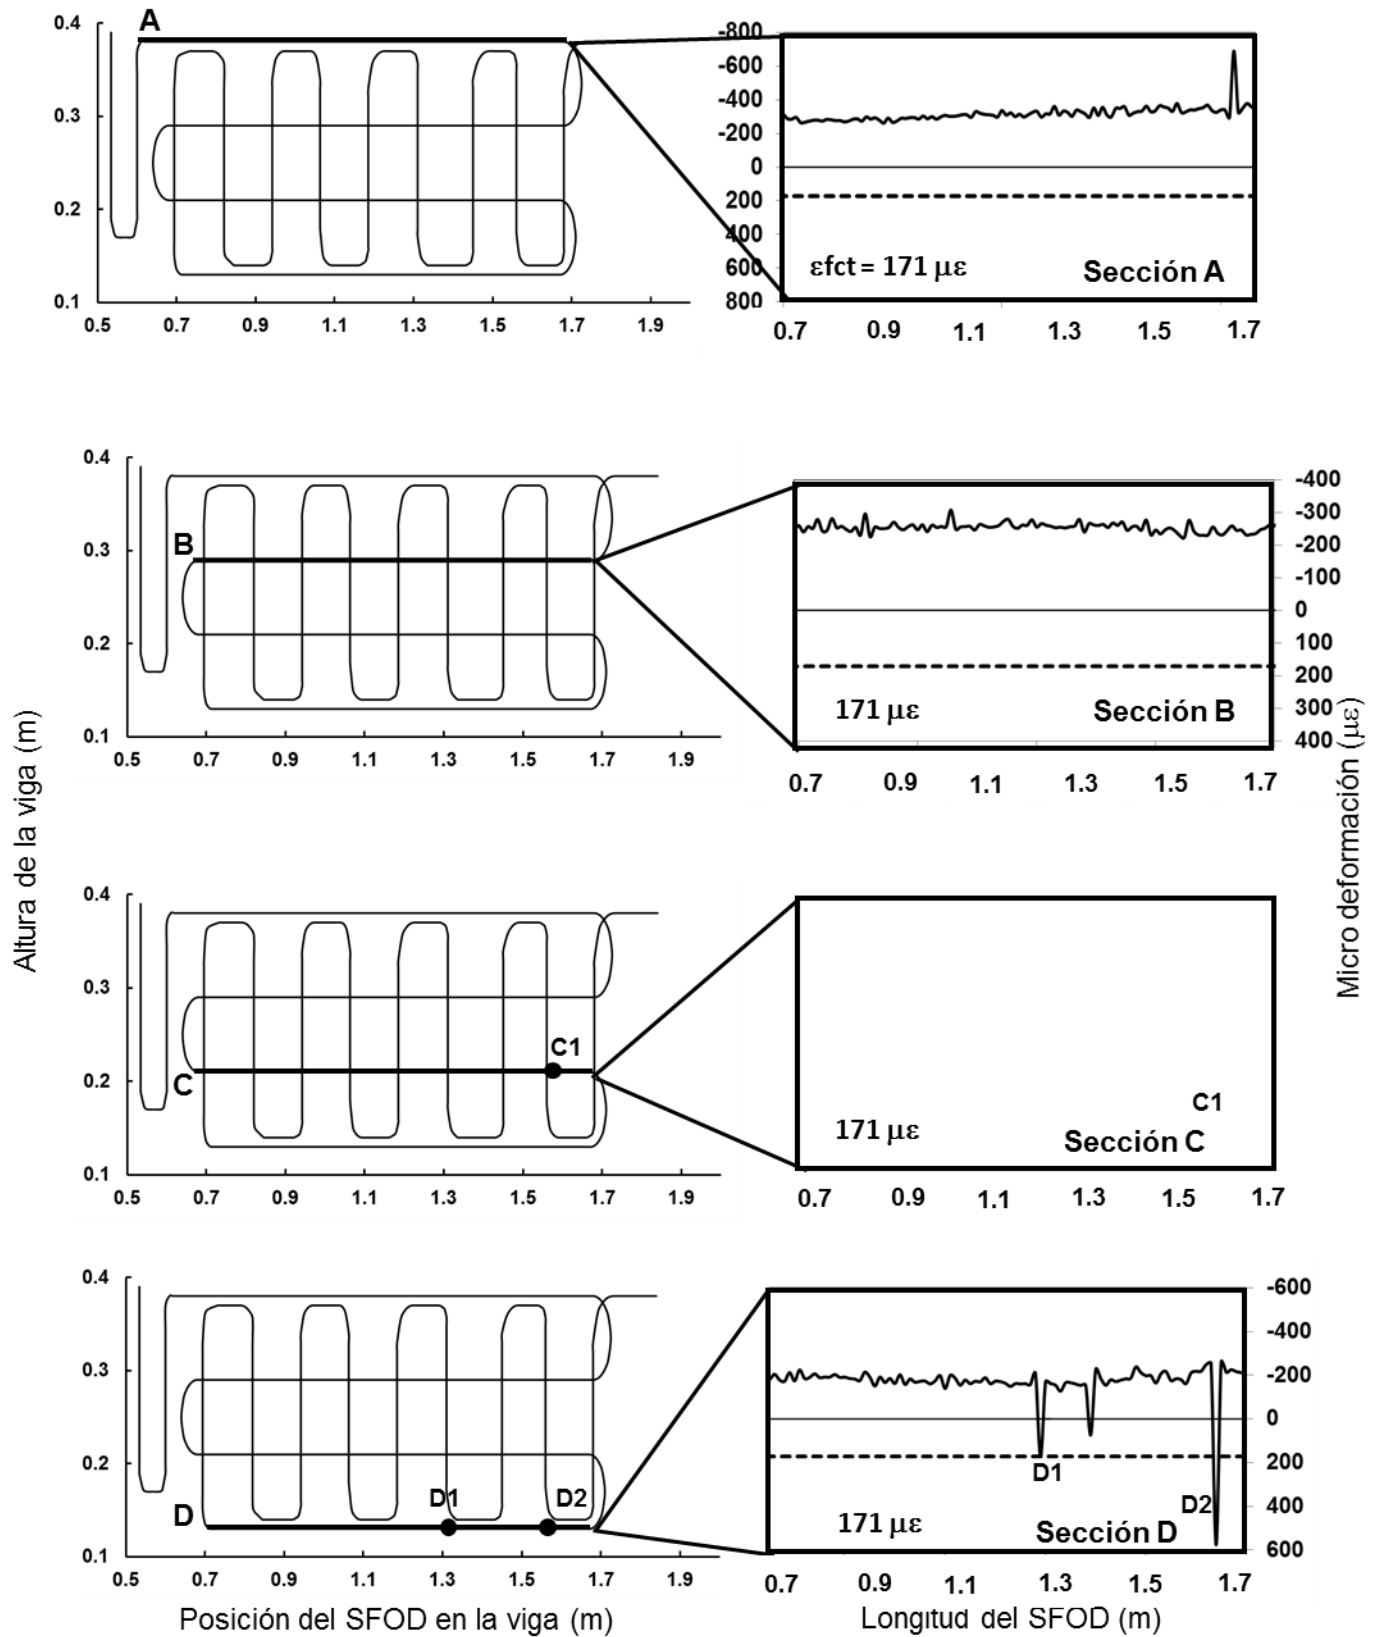 A
0.4
0.3
0.2
0.1
0.5 0.7 0.9 1.1 1.3 1.5 1.7 1.9
-800
-600
-400
-200
0
200
400
600
800
εfct = 171 µε
Sección A
0.7 0.9 1.1 1.3 1.5 1.7
Altura de la viga (m)
0.4
0.3
0.2
0.1
B
0.5 0.7 0.9 1.1 1.3 1.5 1.7 1.9
-400
-300
-200
-100
0
100
200
300
400
171 µε
Sección B
0.7 0.9 1.1 1.3 1.5 1.7
Micro deformación (µε)
0.4
0.3
0.2
0.1
C1
C
0.5 0.7 0.9 1.1 1.3 1.5 1.7 1.9
C1
171 µε
Sección C
0.7 0.9 1.1 1.3 1.5 1.7
0.4
0.3
0.2
0.1
D D1 D2
0.5 0.7 0.9 1.1 1.3 1.5 1.7 1.9
Posición del SFOD en la viga (m)
-600
-400
-200
0
200
400
600
D1
D2
171 µε
Sección D
0.7 0.9 1.1 1.3 1.5 1.7
Longitud del SFOD (m)